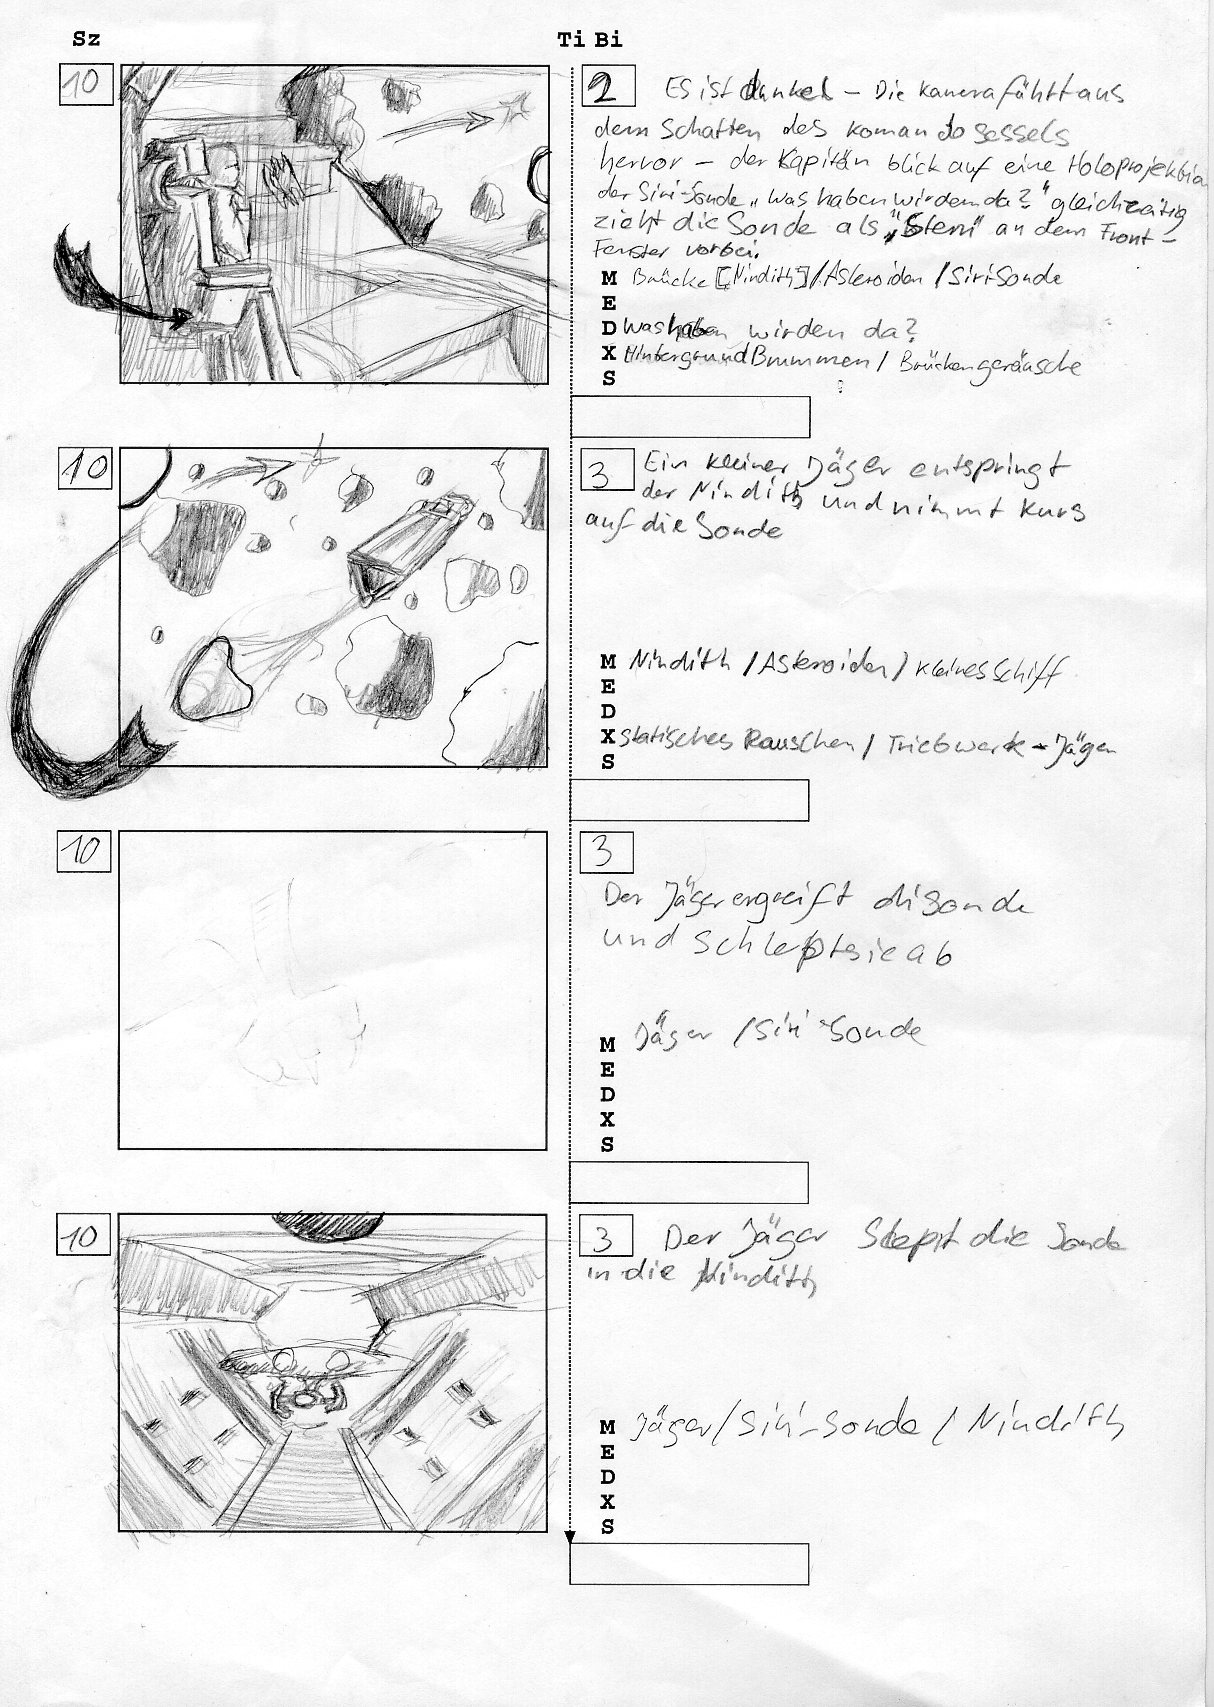 Sz Ti Bi
10
2 Es ist dunkel – Die Kamera fährt aus
dem Schatten des Komandosessels
hervor – der Kapitän blick auf eine Holoprojektion
der Siri-Sonde „Was haben wir denn da?" gleichzeitig
zieht die Sonde als „Stern" an dem Front-
Fenster vorbei.
M Brücke [Nindith]/Asteroiden/SiriSonde
E
D Was haben wir den da?
X Hintergrund Brummen / Brückengeräusche
S
10
3 Ein kleiner Jäger entspringt
der Nindith und nimmt Kurs
auf die Sonde
M Nindith / Asteroiden / kleines Schiff
E
D
X statisches Rauschen / Triebwerk – Jäger
S
10
3
Der Jäger ergreift di Sonde
und schleptsie ab
M Jäger / Siri-Sonde
E
D
X
S
10
3 Der Jäger Slept die Sonde
in die Nindith
M Jäger / Siri-Sonde / Nindith
E
D
X
S